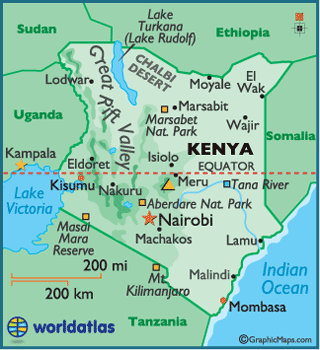 Lake
Turkana
(Lake Rudolf)
Sudan
Ethiopia
Lodwar
Great Rift Valley
CHALBI
DESERT
Moyale
El
Wak
Marsabit
Marsabet
Nat. Park
Wajir
Uganda
Somalia
Kampala
Eldoret
KENYA
Isiolo
EQUATOR
Kisumu
Nakuru
Meru
Tana River
Lake
Victoria
Aberdare Nat. Park
Nairobi
Masai
Mara
Reserve
Machakos
Lamu
200 mi
200 km
Mt
Kilimanjaro
Malindi
Indian
Ocean
Mombasa
worldatlas
Tanzania
©GraphicMaps.com